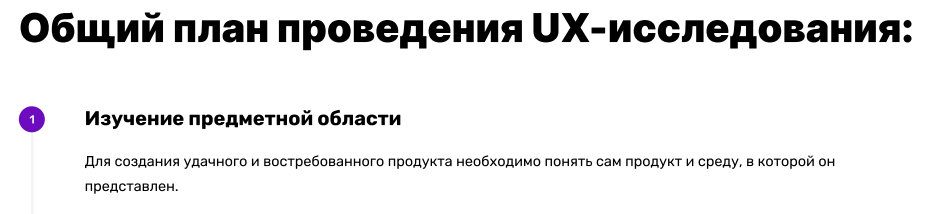 Общий план проведения UX-исследования:
1
Изучение предметной области
Для создания удачного и востребованного продукта необходимо понять сам продукт и среду, в которой он
представлен.